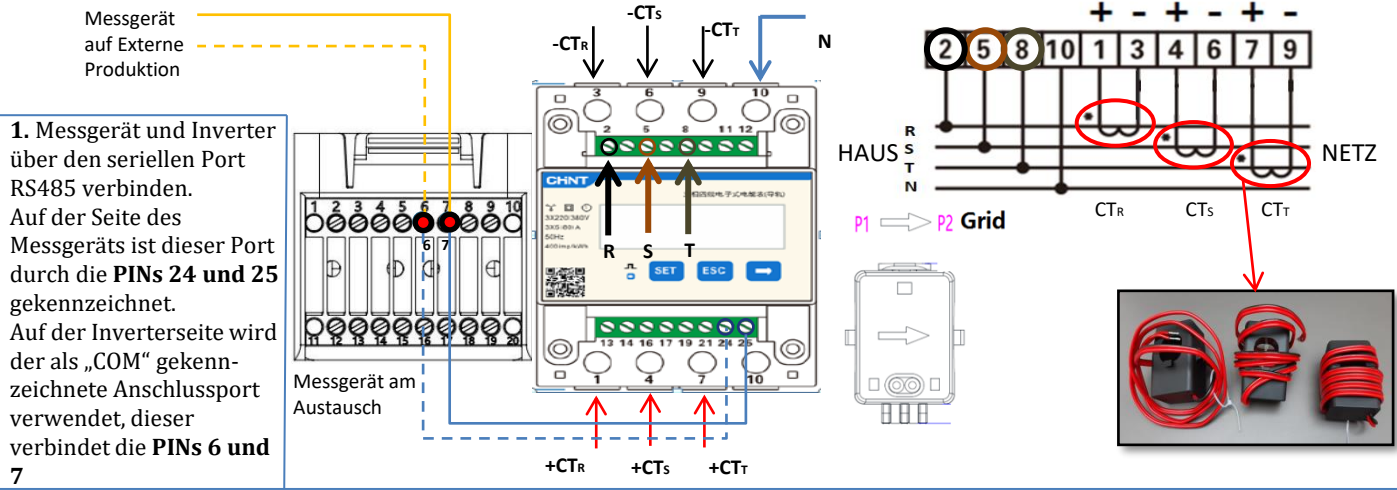 Messgerät
auf Externe
Produktion
1. Messgerät und Inverter
über den seriellen Port
RS485 verbinden.
Auf der Seite des
Messgeräts ist dieser Port
durch die PINs 24 und 25
gekennzeichnet.
Auf der Inverterseite wird
der als „COM“ gekenn-
zeichnete Anschlussport
verwendet, dieser
verbindet die PINs 6 und
7
1 2 3 4 5 6 7 8 9 10
6 7
11 12 13 14 15 16 17 18 19 20
Messgerät am
Austausch
-CTR
-CTS
-CTT
N
3 6 9 10
2 5 8 11 12
CHNT
3X220/380V
50Hz
R S T
SET ESC
13 14 16 17 19 21 24 25
1 4 7 10
+CTR +CTS +CTT
+ - + - + -
2 5 8 10 1 3 4 6 7 9
* * *
R
S
T
N
HAUS
NETZ
CTR CTS CTT
P1 P2 Grid